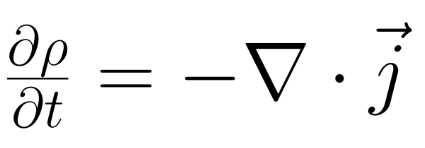 ∂ρ/∂t = −∇ · j⃗